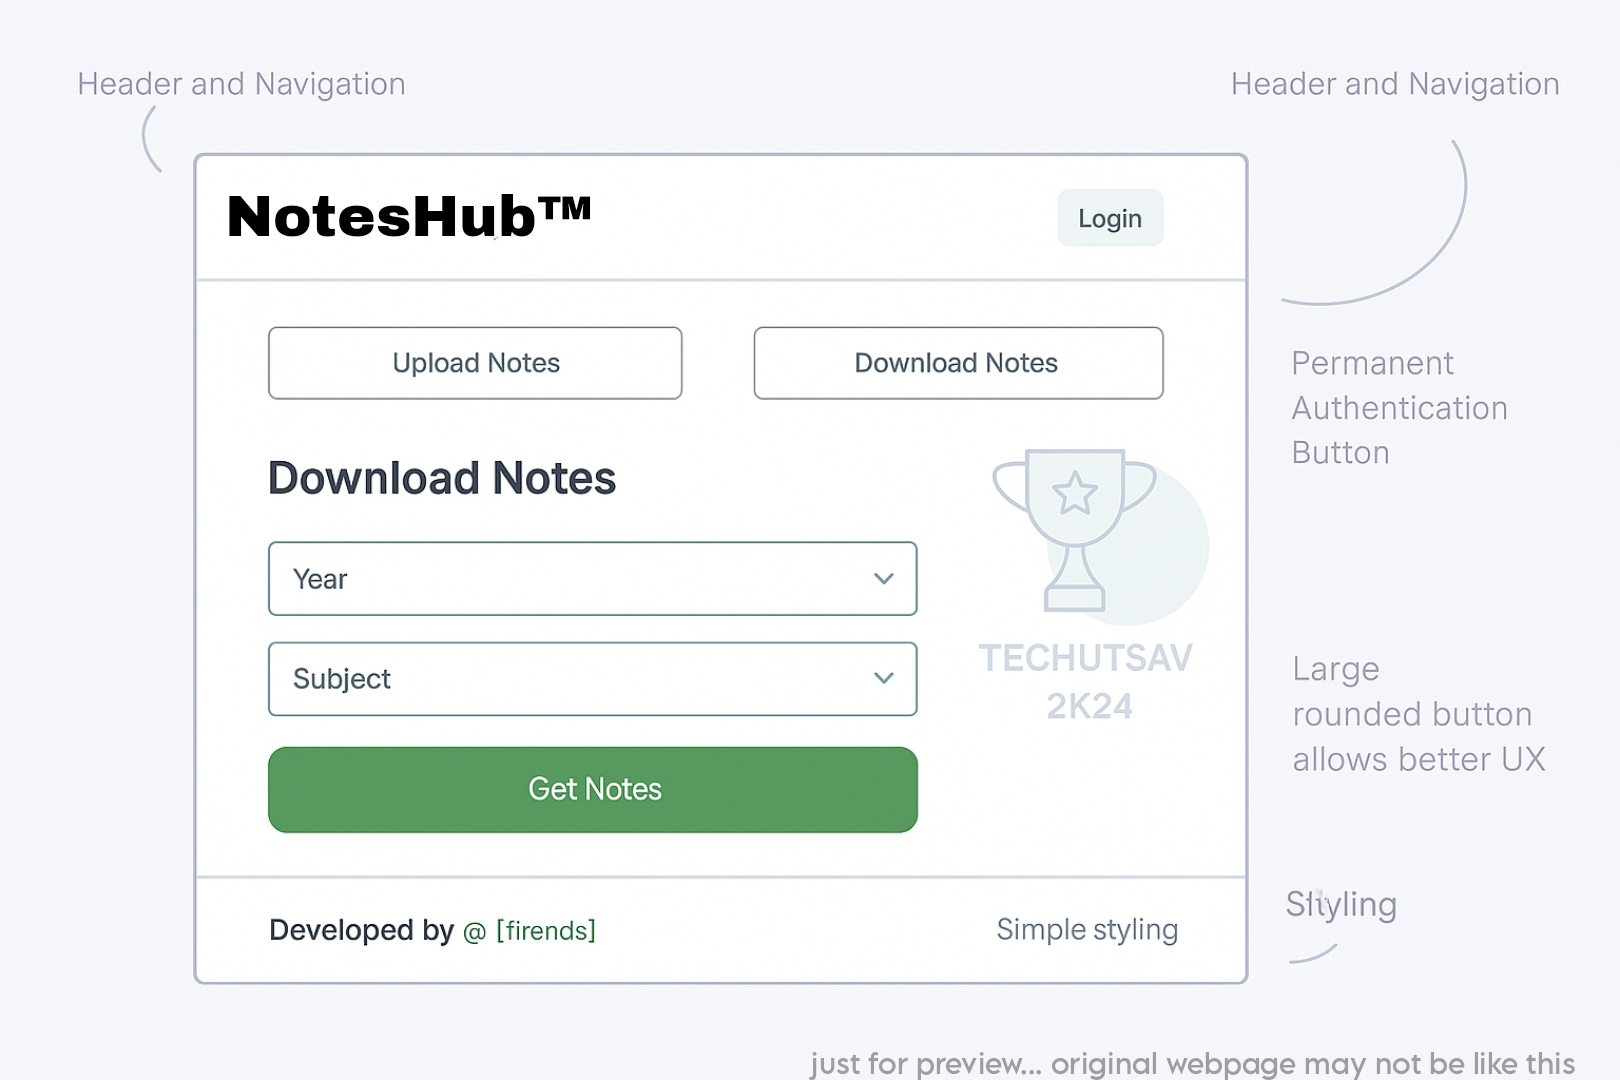 Header and Navigation
Header and Navigation
NotesHub™
Login
Upload Notes
Download Notes
Permanent
Authentication
Button
Download Notes
Year
Subject
TECHUTSAV
2K24
Large
rounded button
allows better UX
Get Notes
Sltyling
Developed by @ [firends]
Simple styling
just for preview... original webpage may not be like this